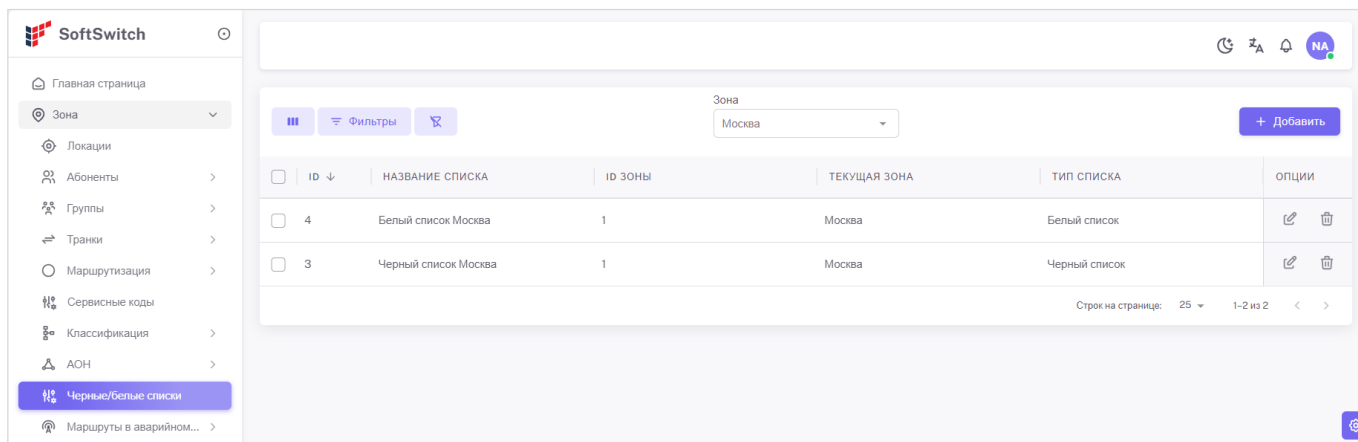 SoftSwitch
NA
Главная страница
Зона
Локации
Абоненты
Группы
Транки
Маршрутизация
Сервисные коды
Классификация
АОН
Черные/белые списки
Маршруты в аварийном...
Фильтры
Зона
Москва
+ Добавить
ID НАЗВАНИЕ СПИСКА ID ЗОНЫ ТЕКУЩАЯ ЗОНА ТИП СПИСКА ОПЦИИ
4 Белый список Москва 1 Москва Белый список
3 Черный список Москва 1 Москва Черный список
Строк на странице: 25 1–2 из 2